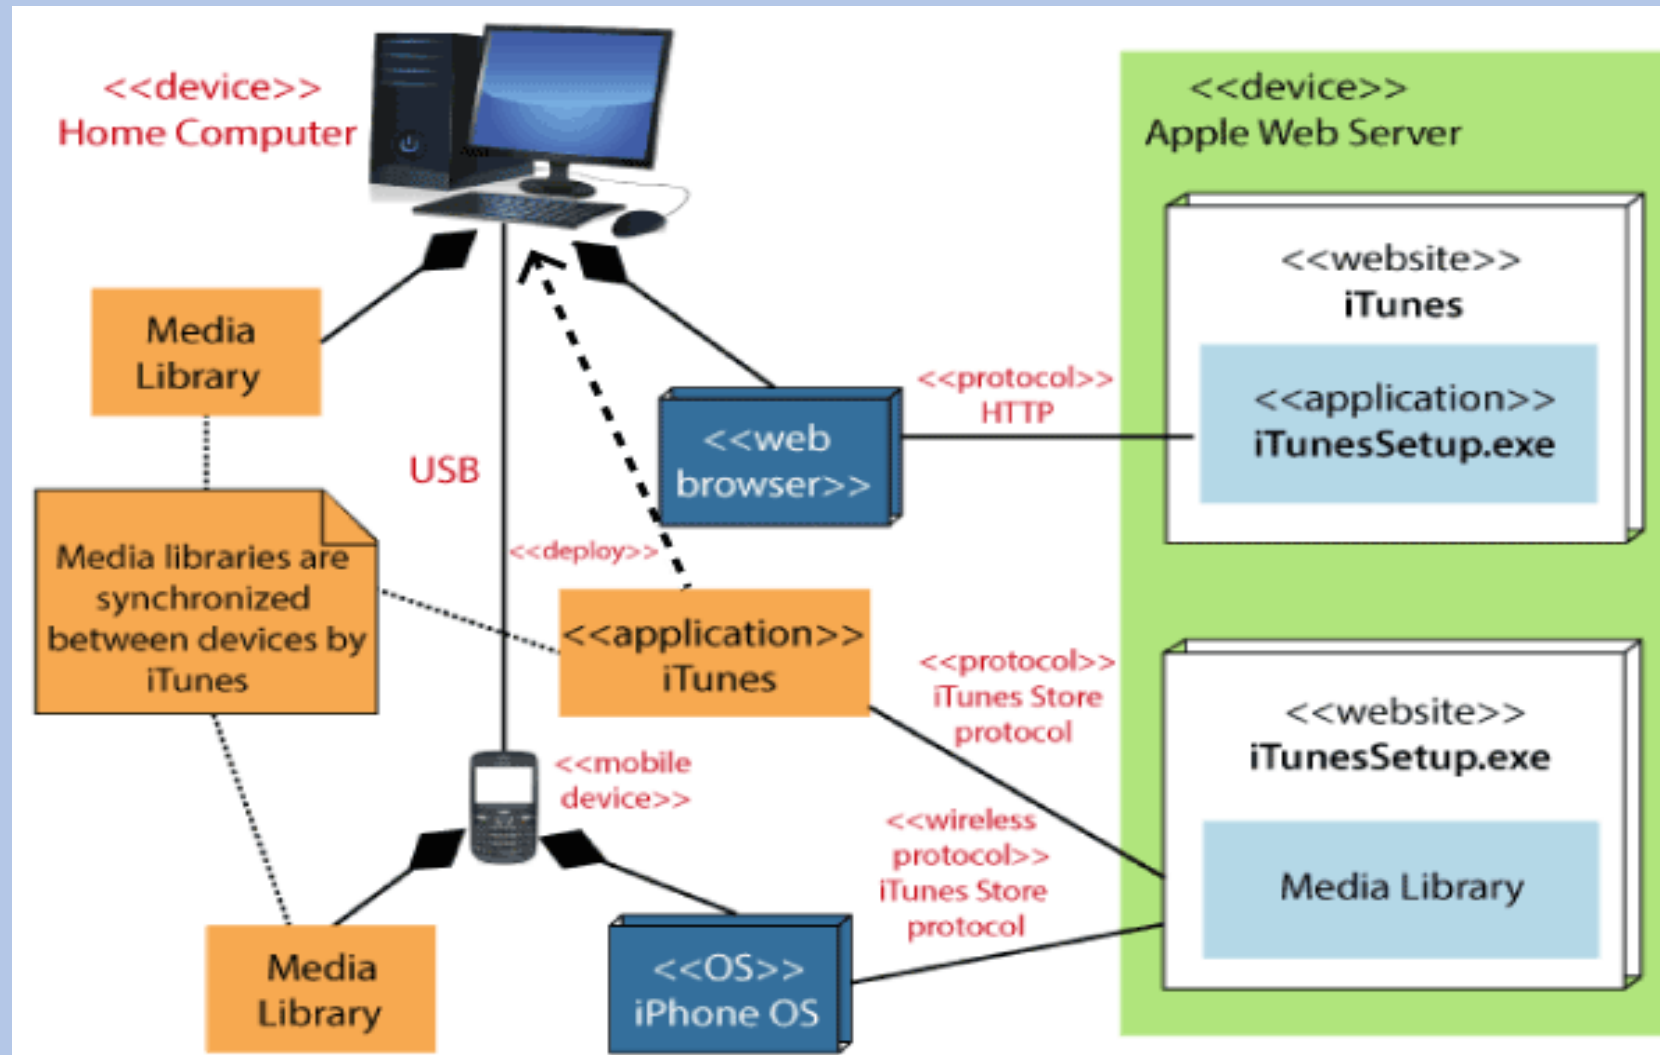 <<device>>
Home Computer
<<device>>
Apple Web Server
<<website>>
iTunes
<<application>>
iTunesSetup.exe
Media
Library
<<protocol>>
HTTP
<<web
browser>>
USB
<<deploy>>
Media libraries are
synchronized
between devices by
iTunes
<<application>>
iTunes
<<protocol>>
iTunes Store
protocol
<<website>>
iTunesSetup.exe
Media Library
<<mobile
device>>
<<wireless
protocol>>
iTunes Store
protocol
Media
Library
<<OS>>
iPhone OS